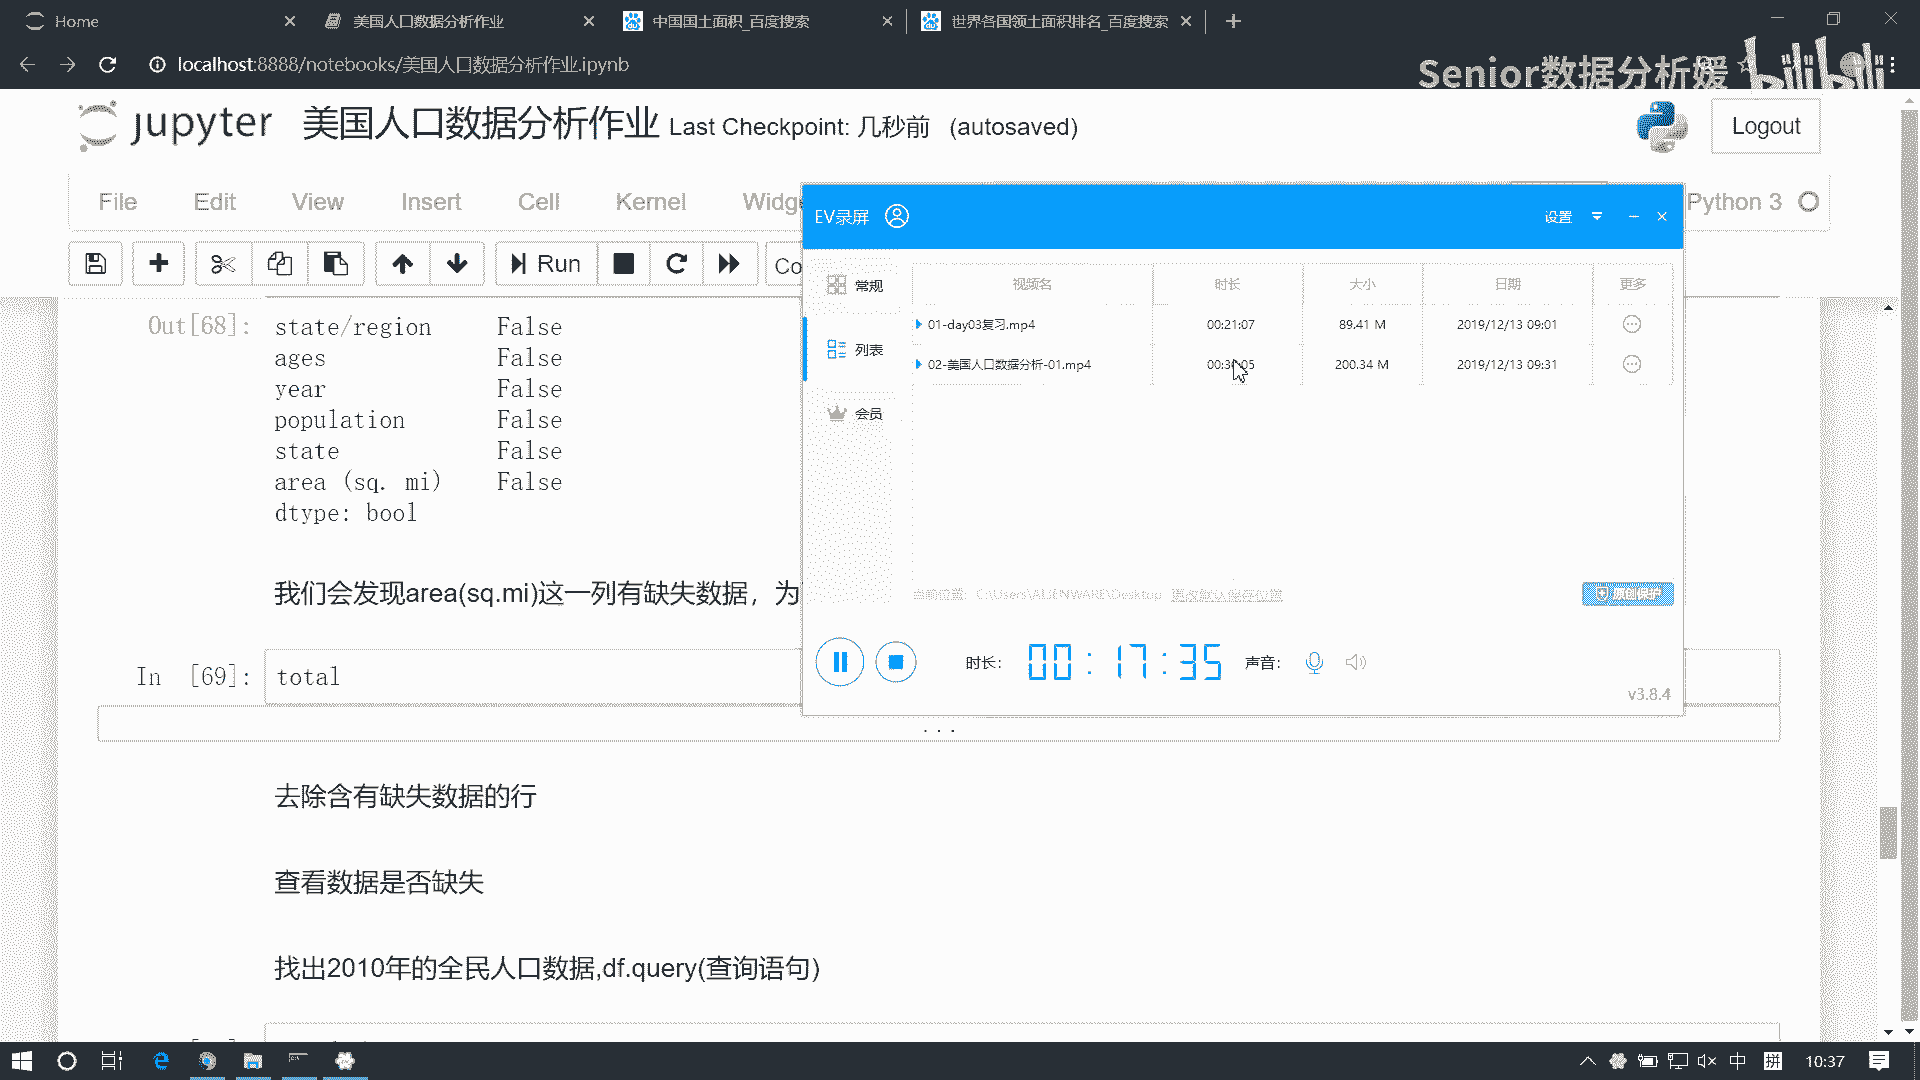 Home
美国人口数据分析作业
中国国土面积_百度搜索
世界各国领土面积排名_百度搜索
localhost:8888/notebooks/美国人口数据分析作业.ipynb
Senior数据分析媛
bilibili
jupyter 美国人口数据分析作业 Last Checkpoint: 几秒前 (autosaved)
Logout
File Edit View Insert Cell Kernel Widg
Python 3
Run
Co
EV录屏
设置
常规
列表
会员
视频名 时长 大小 日期 更多
01-day03复习.mp4 00:21:07 89.41 M 2019/12/13 09:01
02-美国人口数据分析-01.mp4 200.34 M 2019/12/13 09:31
当前位置: C:\Users\ALIENWARE\Desktop 更改默认保存位置
原创保护
时长: 00:17:35 声音:
v3.8.4
Out[68]: state/region False
ages False
year False
population False
state False
area (sq. mi) False
dtype: bool
我们会发现area(sq.mi)这一列有缺失数据，为
In [69]: total
...
去除含有缺失数据的行
查看数据是否缺失
找出2010年的全民人口数据,df.query(查询语句)
中
拼
10:37